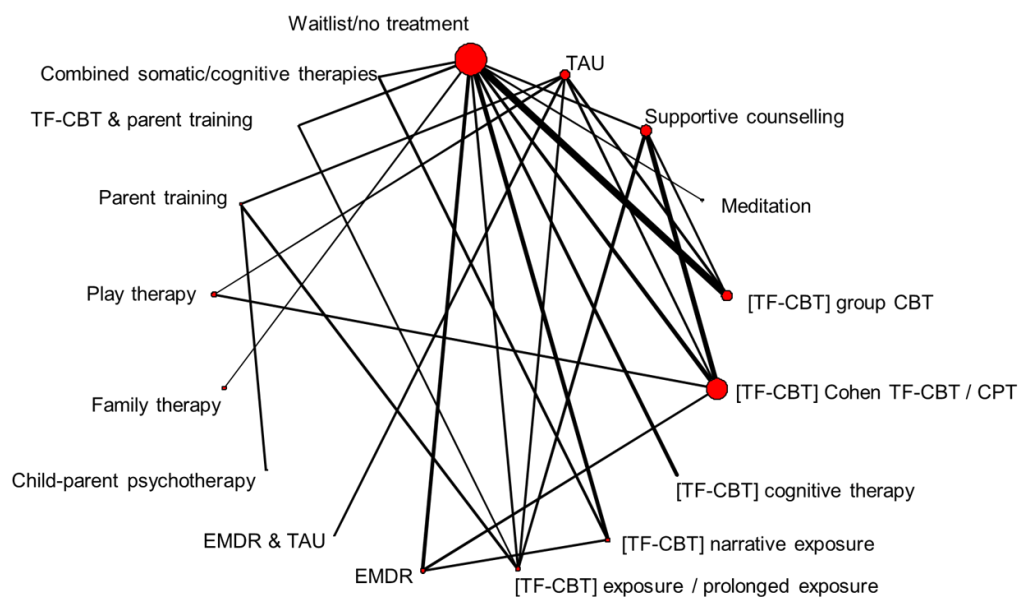 Waitlist/no treatment
TAU
Combined somatic/cognitive therapies
Supportive counselling
TF-CBT & parent training
Parent training
Meditation
Play therapy
[TF-CBT] group CBT
[TF-CBT] Cohen TF-CBT / CPT
Family therapy
Child-parent psychotherapy
[TF-CBT] cognitive therapy
EMDR & TAU
[TF-CBT] narrative exposure
EMDR
[TF-CBT] exposure / prolonged exposure